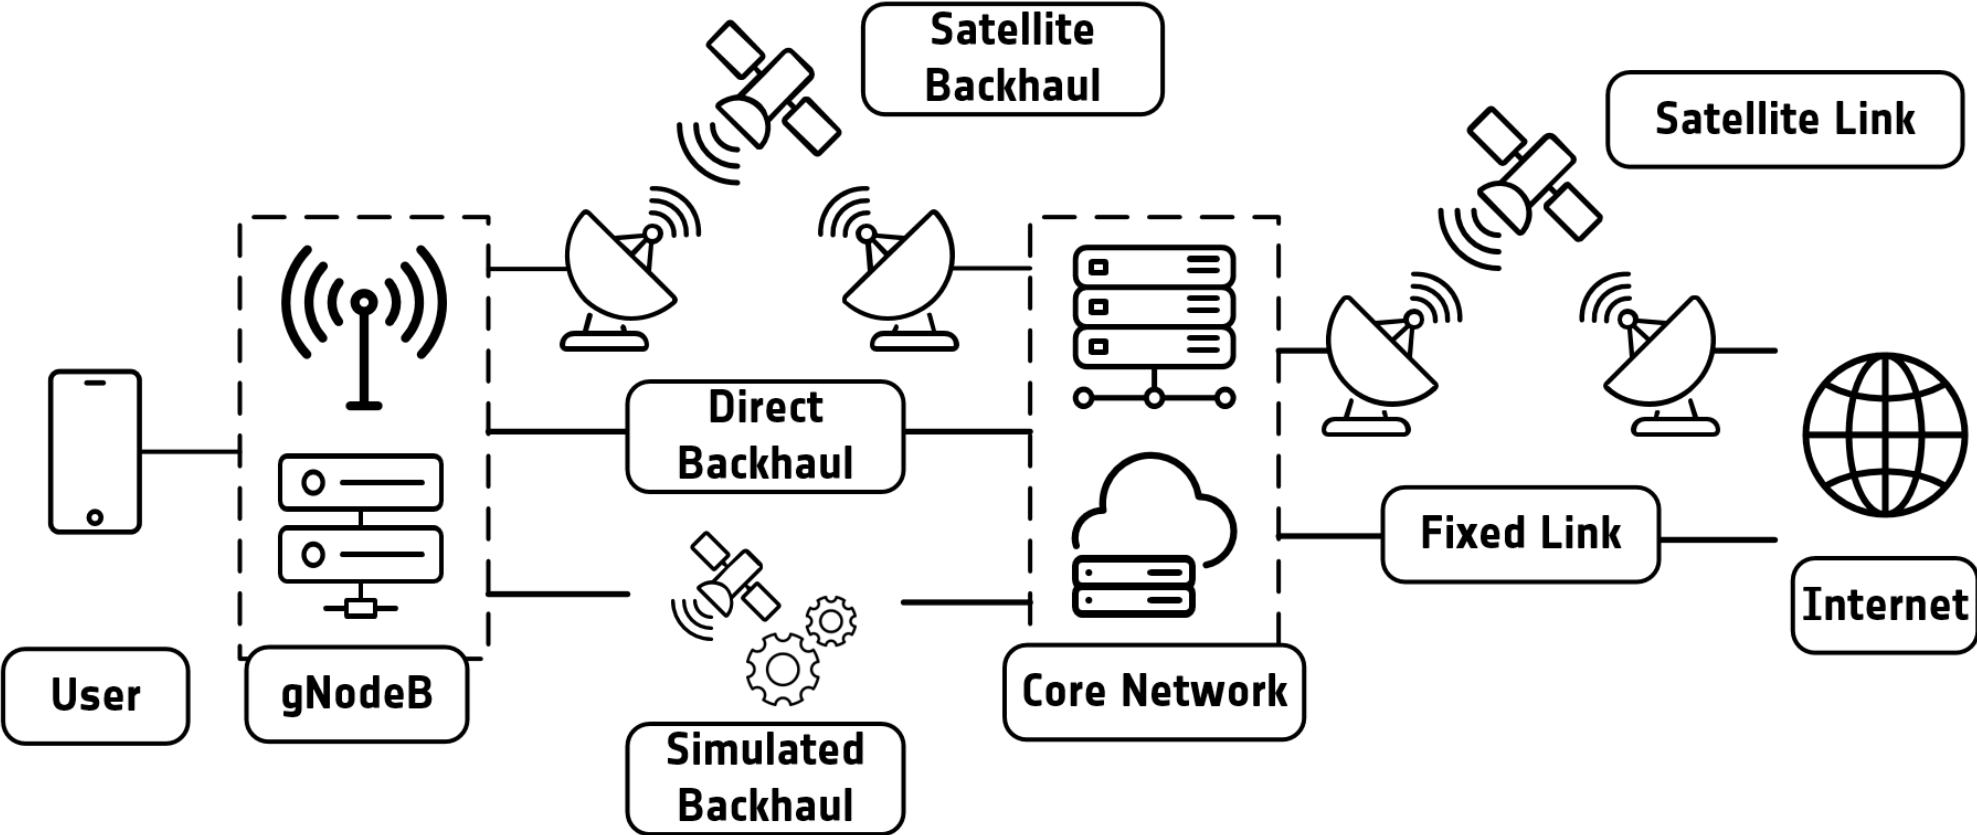 Satellite
Backhaul
Satellite Link
Direct
Backhaul
Fixed Link
Internet
User
gNodeB
Core Network
Simulated
Backhaul